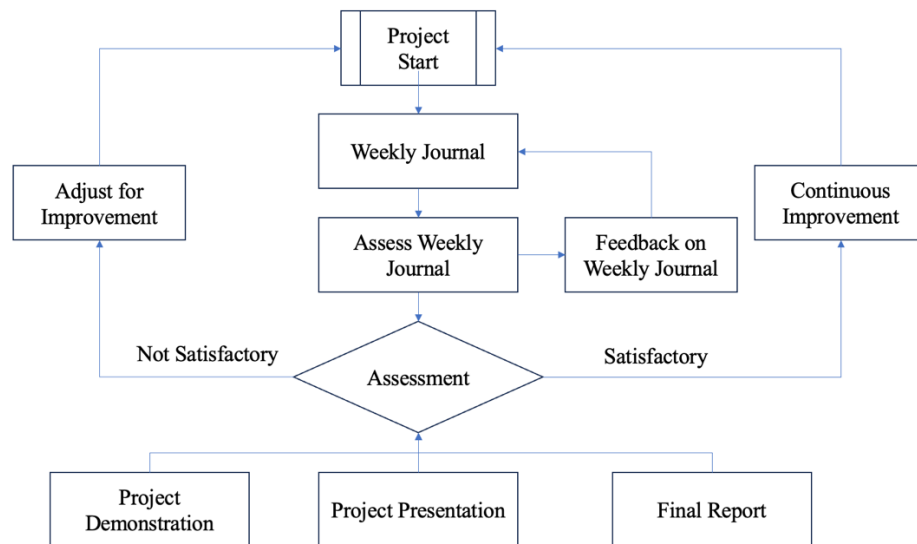 Project
Start
Weekly Journal
Adjust for
Improvement
Continuous
Improvement
Assess Weekly
Journal
Feedback on
Weekly Journal
Not Satisfactory
Satisfactory
Assessment
Project
Demonstration
Project Presentation
Final Report